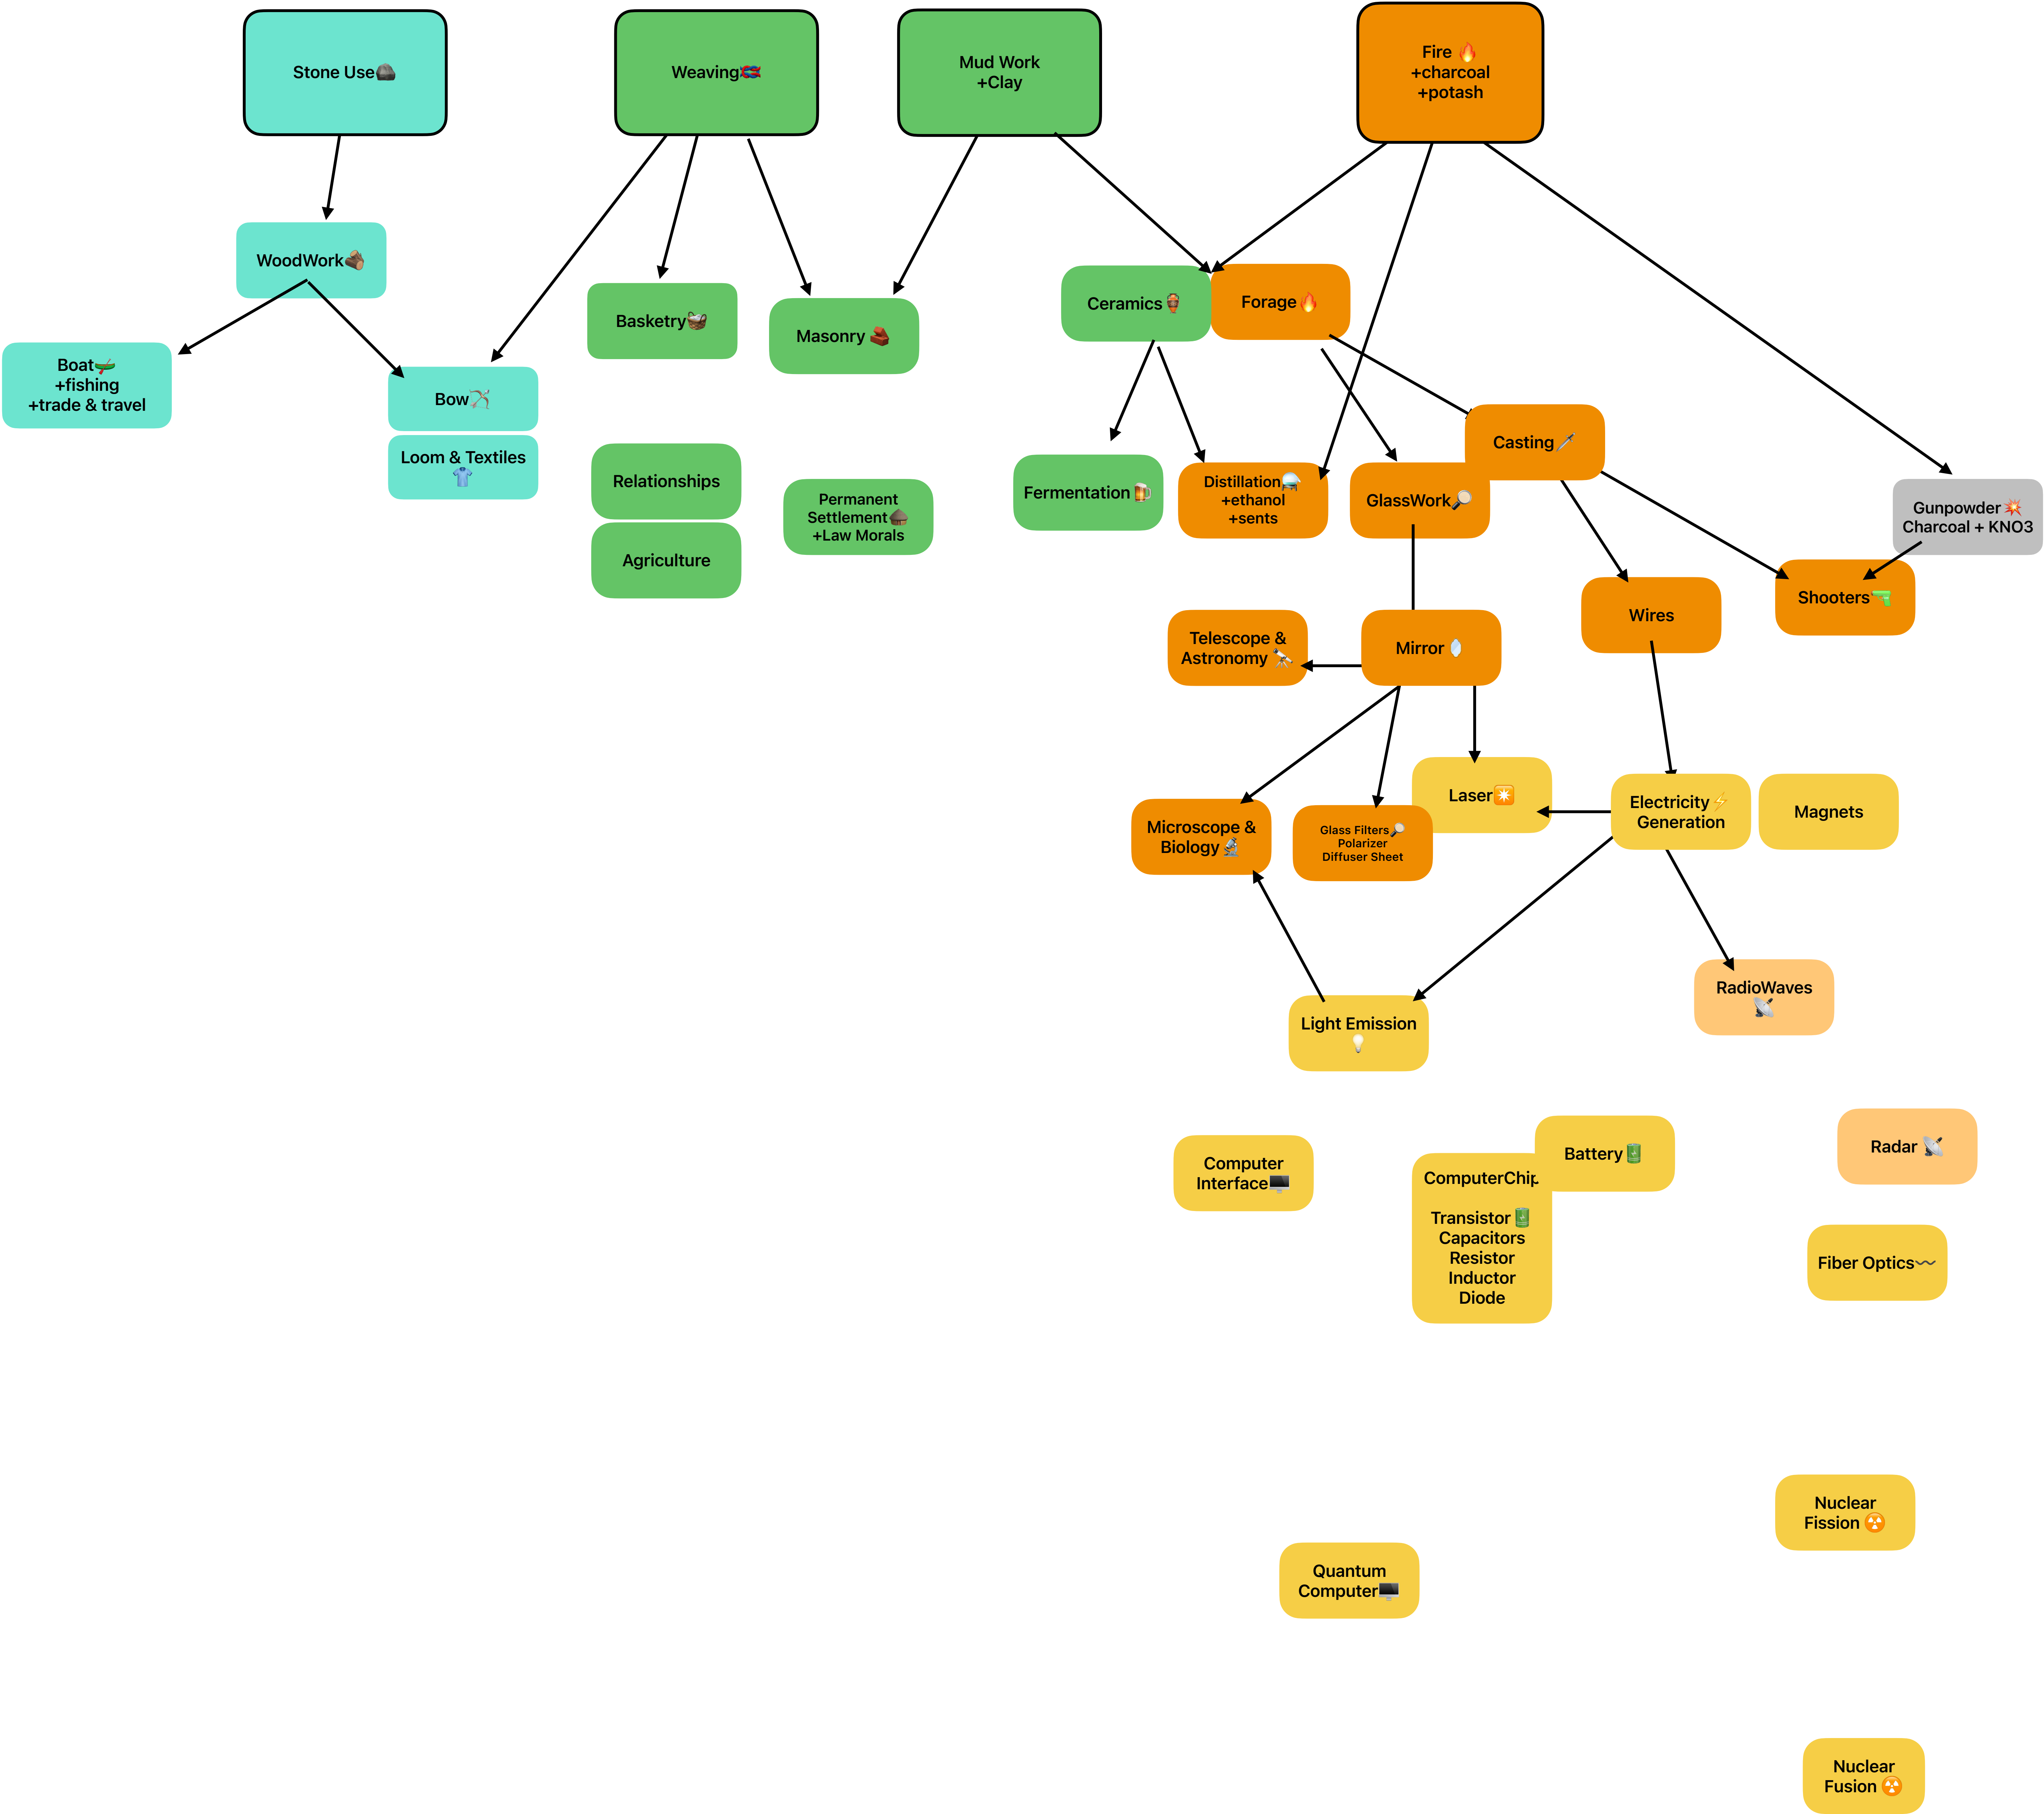 Stone Use🪨
Weaving🪢
Mud Work
+Clay
Fire 🔥
+charcoal
+potash
WoodWork🪵
Boat🛶
+fishing
+trade & travel
Bow🏹
Loom & Textiles
👕
Basketry🧺
Masonry 🧱
Relationships
Agriculture
Permanent
Settlement🛖
+Law Morals
Ceramics🏺
Forage🔥
Fermentation🍺
Distillation⚗️
+ethanol
+sents
GlassWork🔎
Casting🗡️
Gunpowder💥
Charcoal + KNO3
Shooters🔫
Wires
Telescope &
Astronomy 🔭
Mirror🪞
Laser✴️
Electricity⚡
Generation
Magnets
Microscope &
Biology🔬
Glass Filters🔎
Polarizer
Diffuser Sheet
RadioWaves
📡
Light Emission
💡
Computer
Interface🖥️
Battery🔋
ComputerChip
Transistor🔋
Capacitors
Resistor
Inductor
Diode
Radar 📡
Fiber Optics〰️
Nuclear
Fission ☢️
Quantum
Computer🖥️
Nuclear
Fusion ☢️